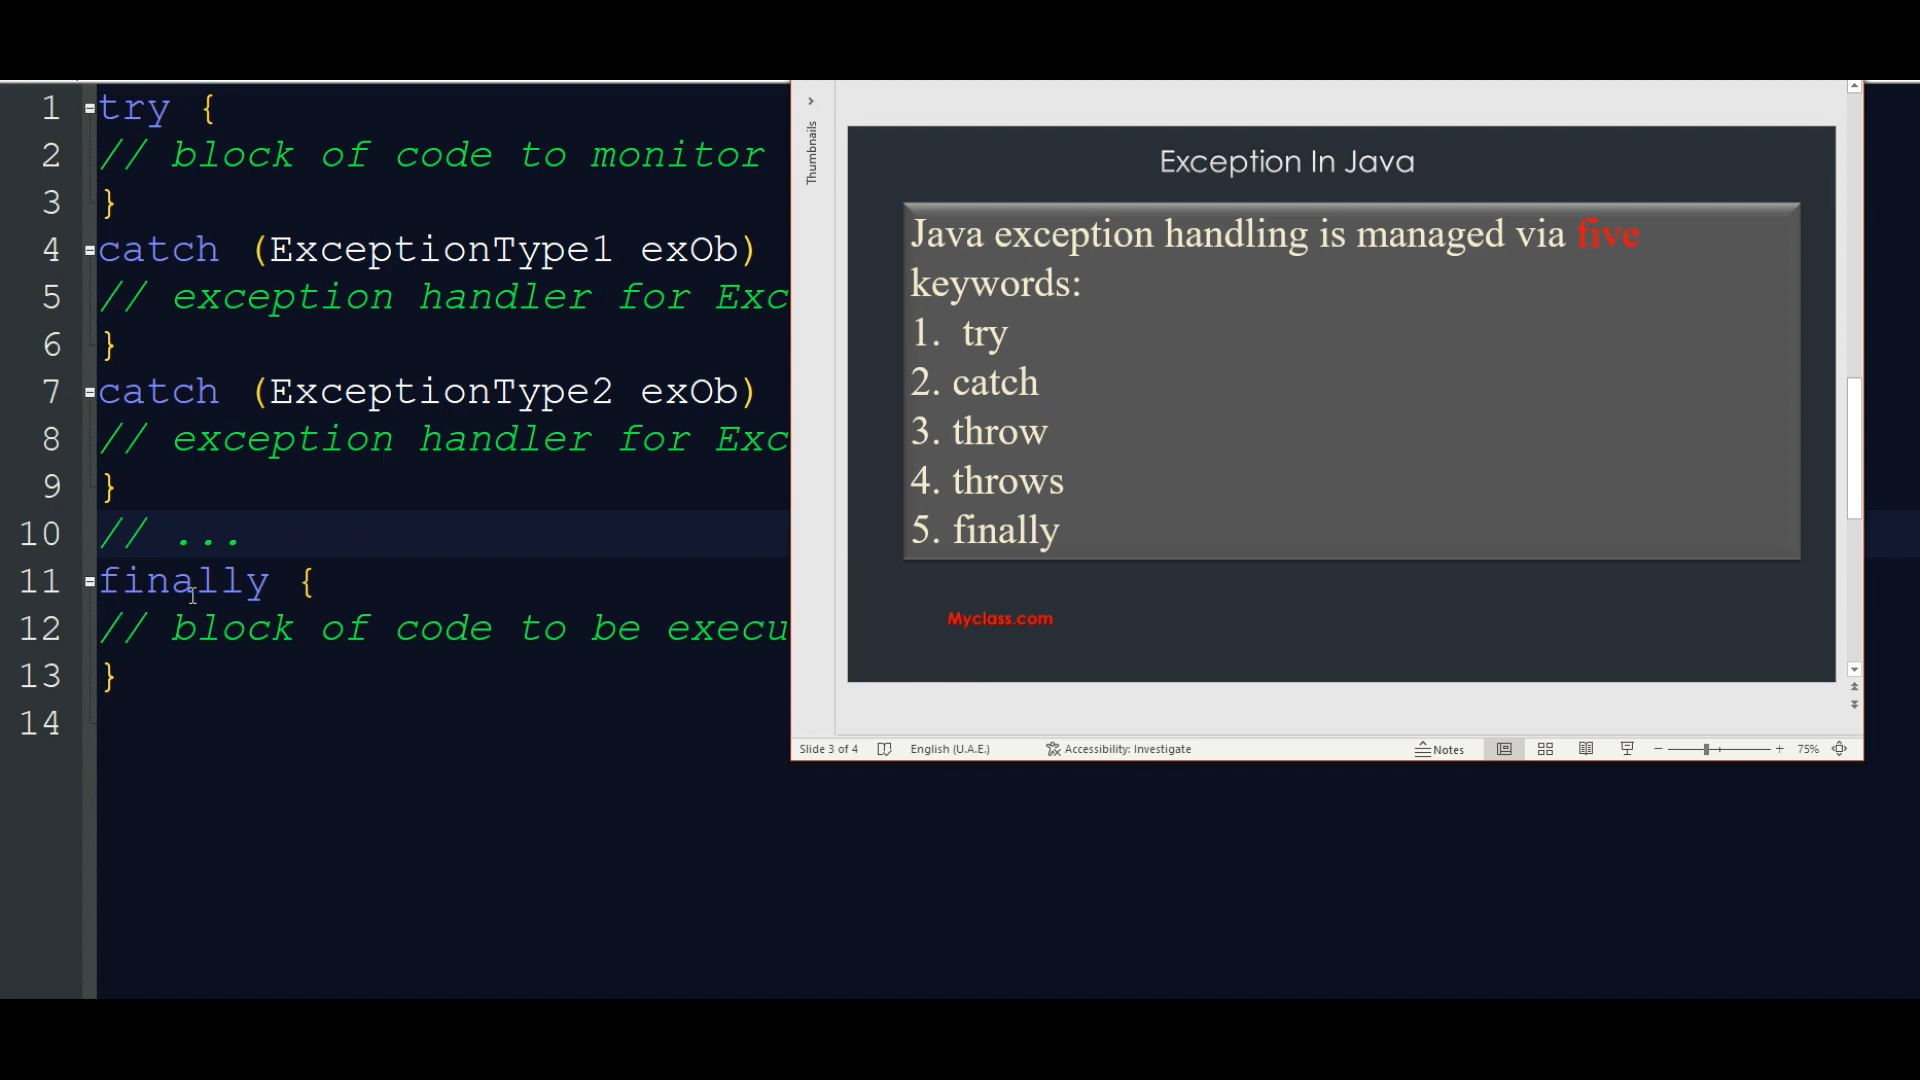 1 try {
2 // block of code to monitor
3 }
4 catch (ExceptionType1 exOb)
5 // exception handler for Exc
6 }
7 catch (ExceptionType2 exOb)
8 // exception handler for Exc
9 }
10 // ...
11 finally {
12 // block of code to be execu
13 }
14
Thumbnails
Exception In Java
Java exception handling is managed via five
keywords:
1. try
2. catch
3. throw
4. throws
5. finally
Myclass.com
Slide 3 of 4 English (U.A.E.) Accessibility: Investigate Notes 75%